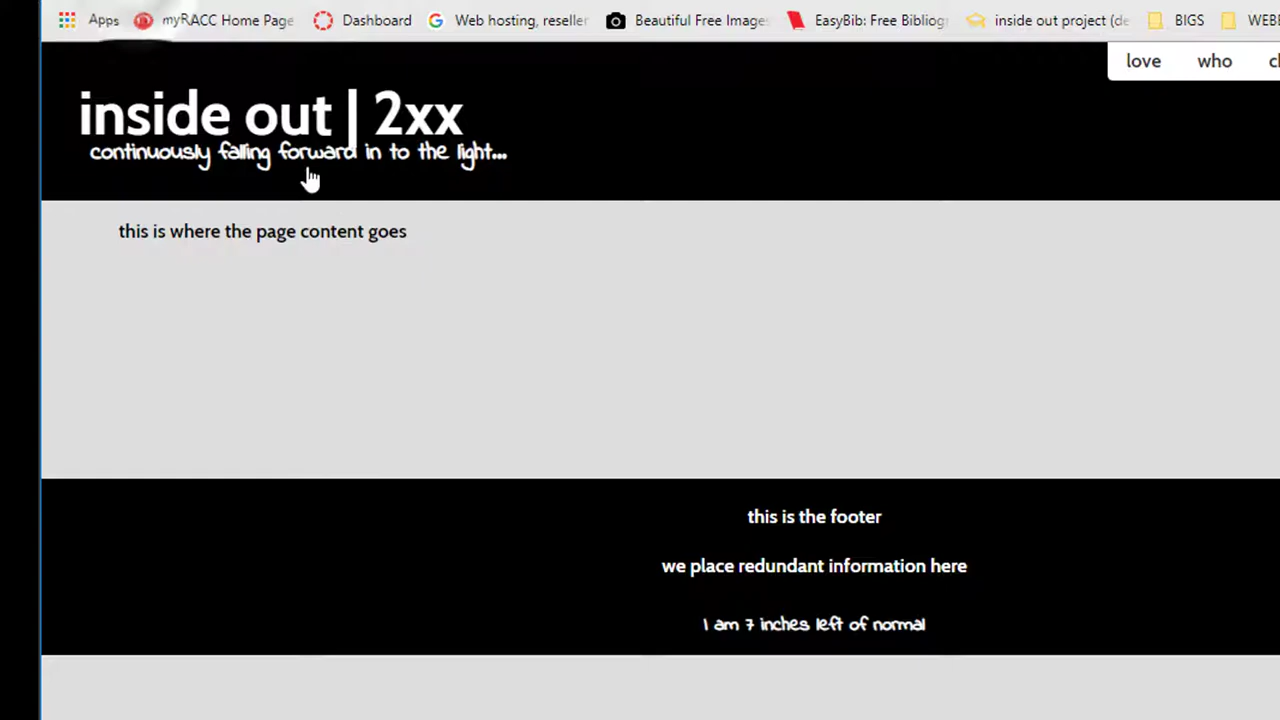 Apps myRACC Home Page Dashboard Web hosting, reseller Beautiful Free Images EasyBib: Free Bibliog inside out project (de BIGS WEB
love who
inside out | 2xx
continuously falling forward in to the light...
this is where the page content goes
this is the footer
we place redundant information here
I am 7 inches left of normal